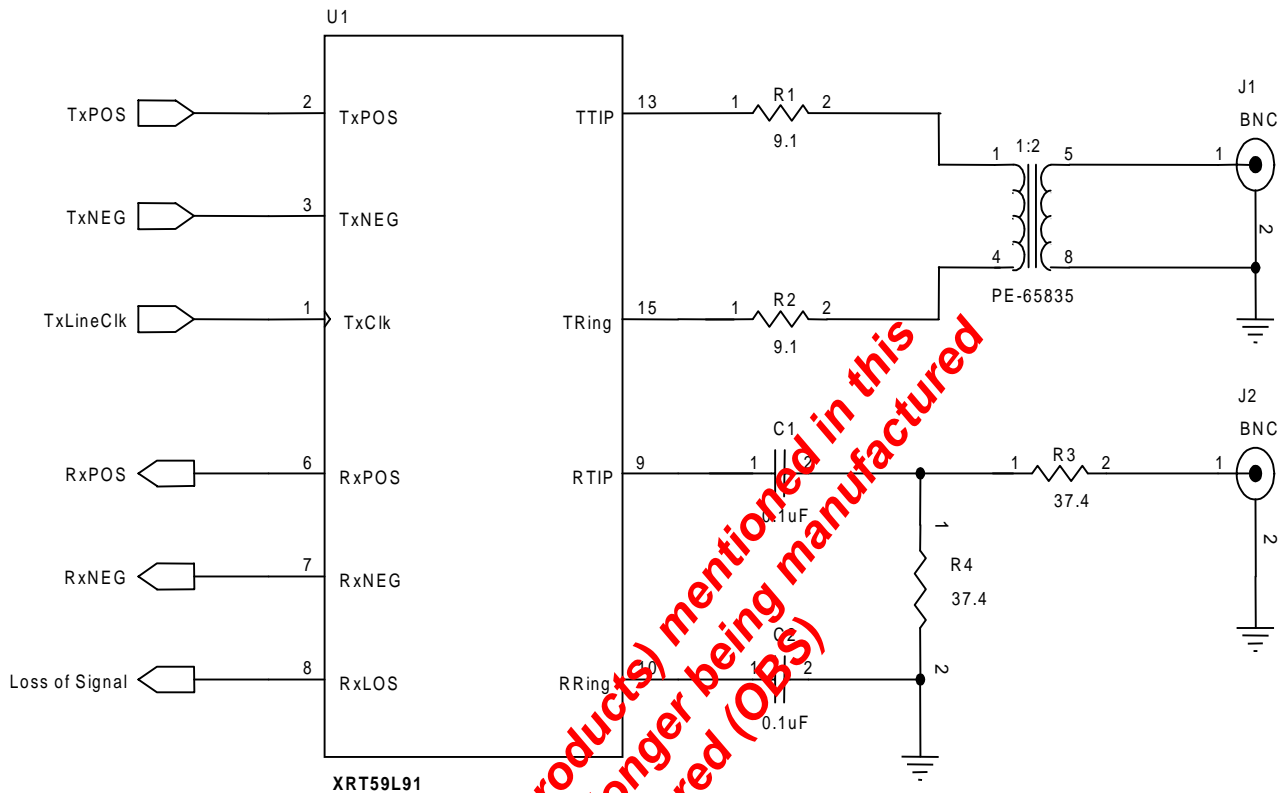 U1
J1
BNC
TxPOS 2 TxPOS TTIP 13 1 R1 2
9.1
1 1:2 5 1
2
TxNEG 3 TxNEG
4 8
PE-65835
TxLineClk 1 TxClk TRing 15 1 R2 2
9.1
J2
BNC
C1
RxPOS 6 RxPOS RTIP 9 1 2 1 R3 2 1
0.1uF
37.4
1
2
R4
37.4
RxNEG 7 RxNEG
C2
Loss of Signal 8 RxLOS RRing 10 1 2 2
0.1uF
XRT59L91
roducts) mentioned in this
onger being manufactured
red (OBS)